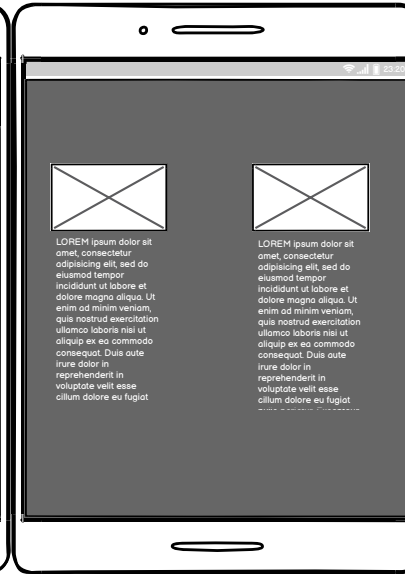 23:20
LOREM ipsum dolor sit
amet, consectetur
adipisicing elit, sed do
eiusmod tempor
incididunt ut labore et
dolore magna aliqua. Ut
enim ad minim veniam,
quis nostrud exercitation
ullamco laboris nisi ut
aliquip ex ea commodo
consequat. Duis aute
irure dolor in
reprehenderit in
voluptate velit esse
cillum dolore eu fugiat
LOREM ipsum dolor sit
amet, consectetur
adipisicing elit, sed do
eiusmod tempor
incididunt ut labore et
dolore magna aliqua. Ut
enim ad minim veniam,
quis nostrud exercitation
ullamco laboris nisi ut
aliquip ex ea commodo
consequat. Duis aute
irure dolor in
reprehenderit in
voluptate velit esse
cillum dolore eu fugiat